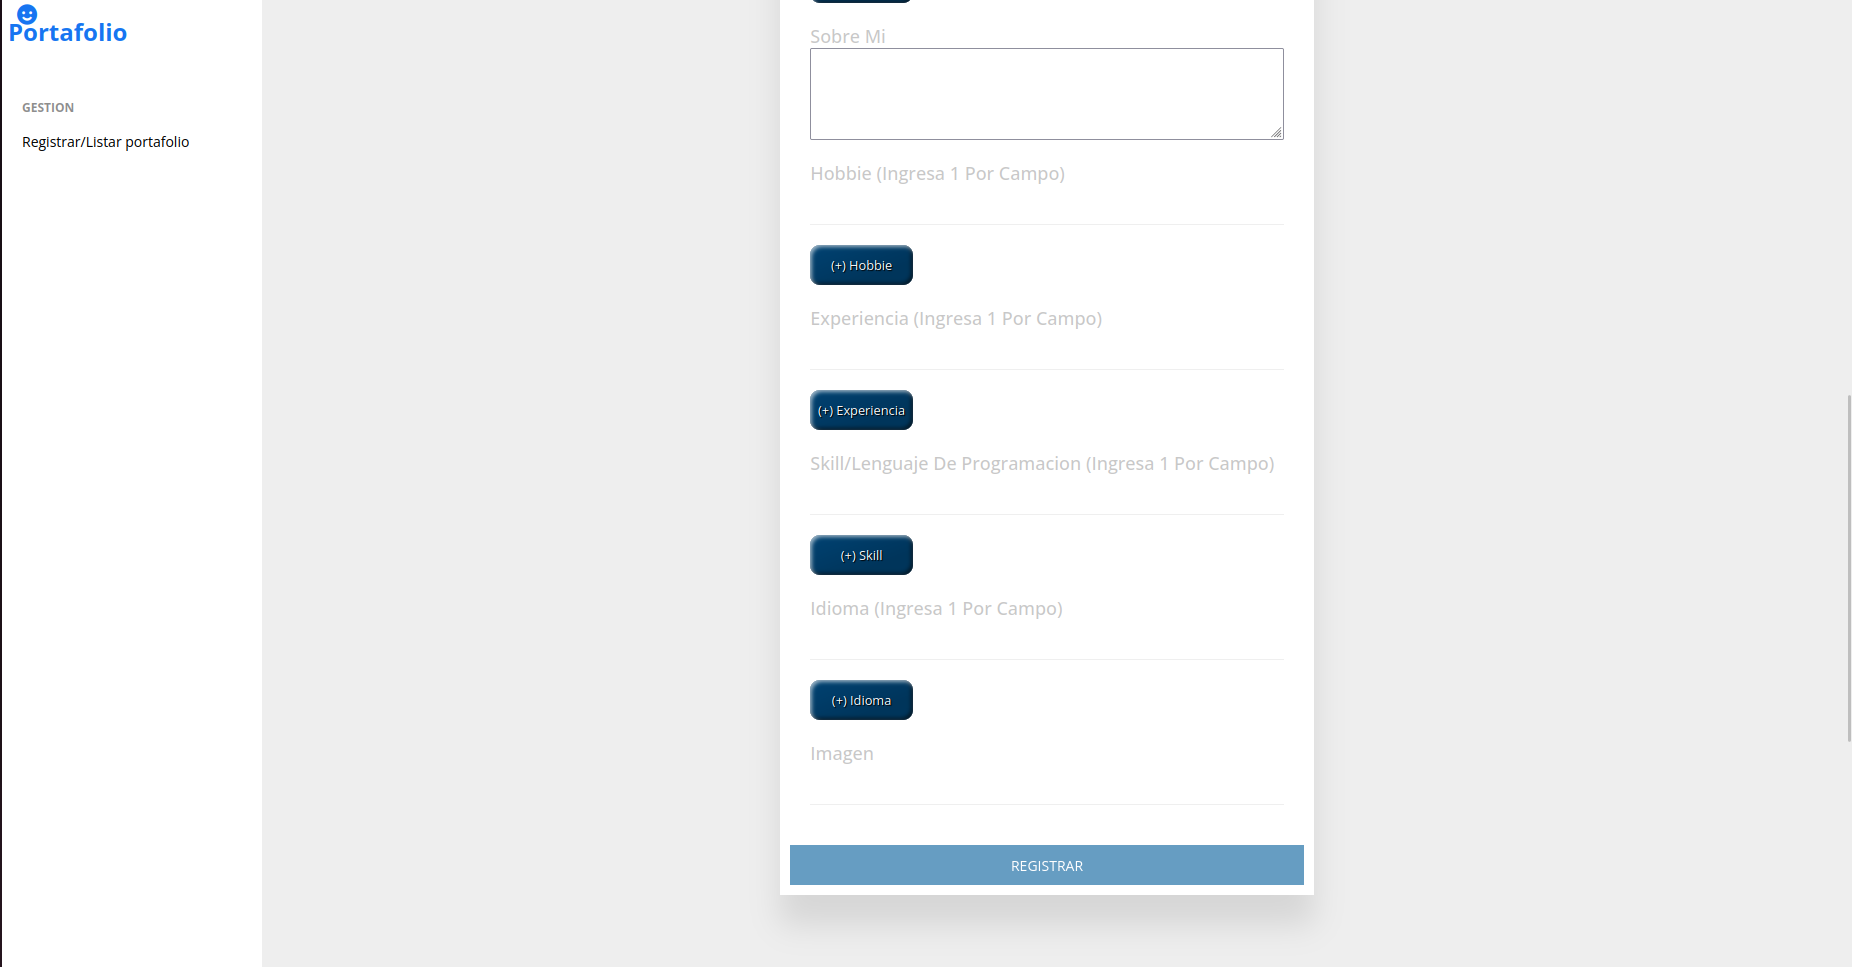 Portafolio
GESTION
Registrar/Listar portafolio
Sobre Mi
Hobbie (Ingresa 1 Por Campo)
(+) Hobbie
Experiencia (Ingresa 1 Por Campo)
(+) Experiencia
Skill/Lenguaje De Programacion (Ingresa 1 Por Campo)
(+) Skill
Idioma (Ingresa 1 Por Campo)
(+) Idioma
Imagen
REGISTRAR